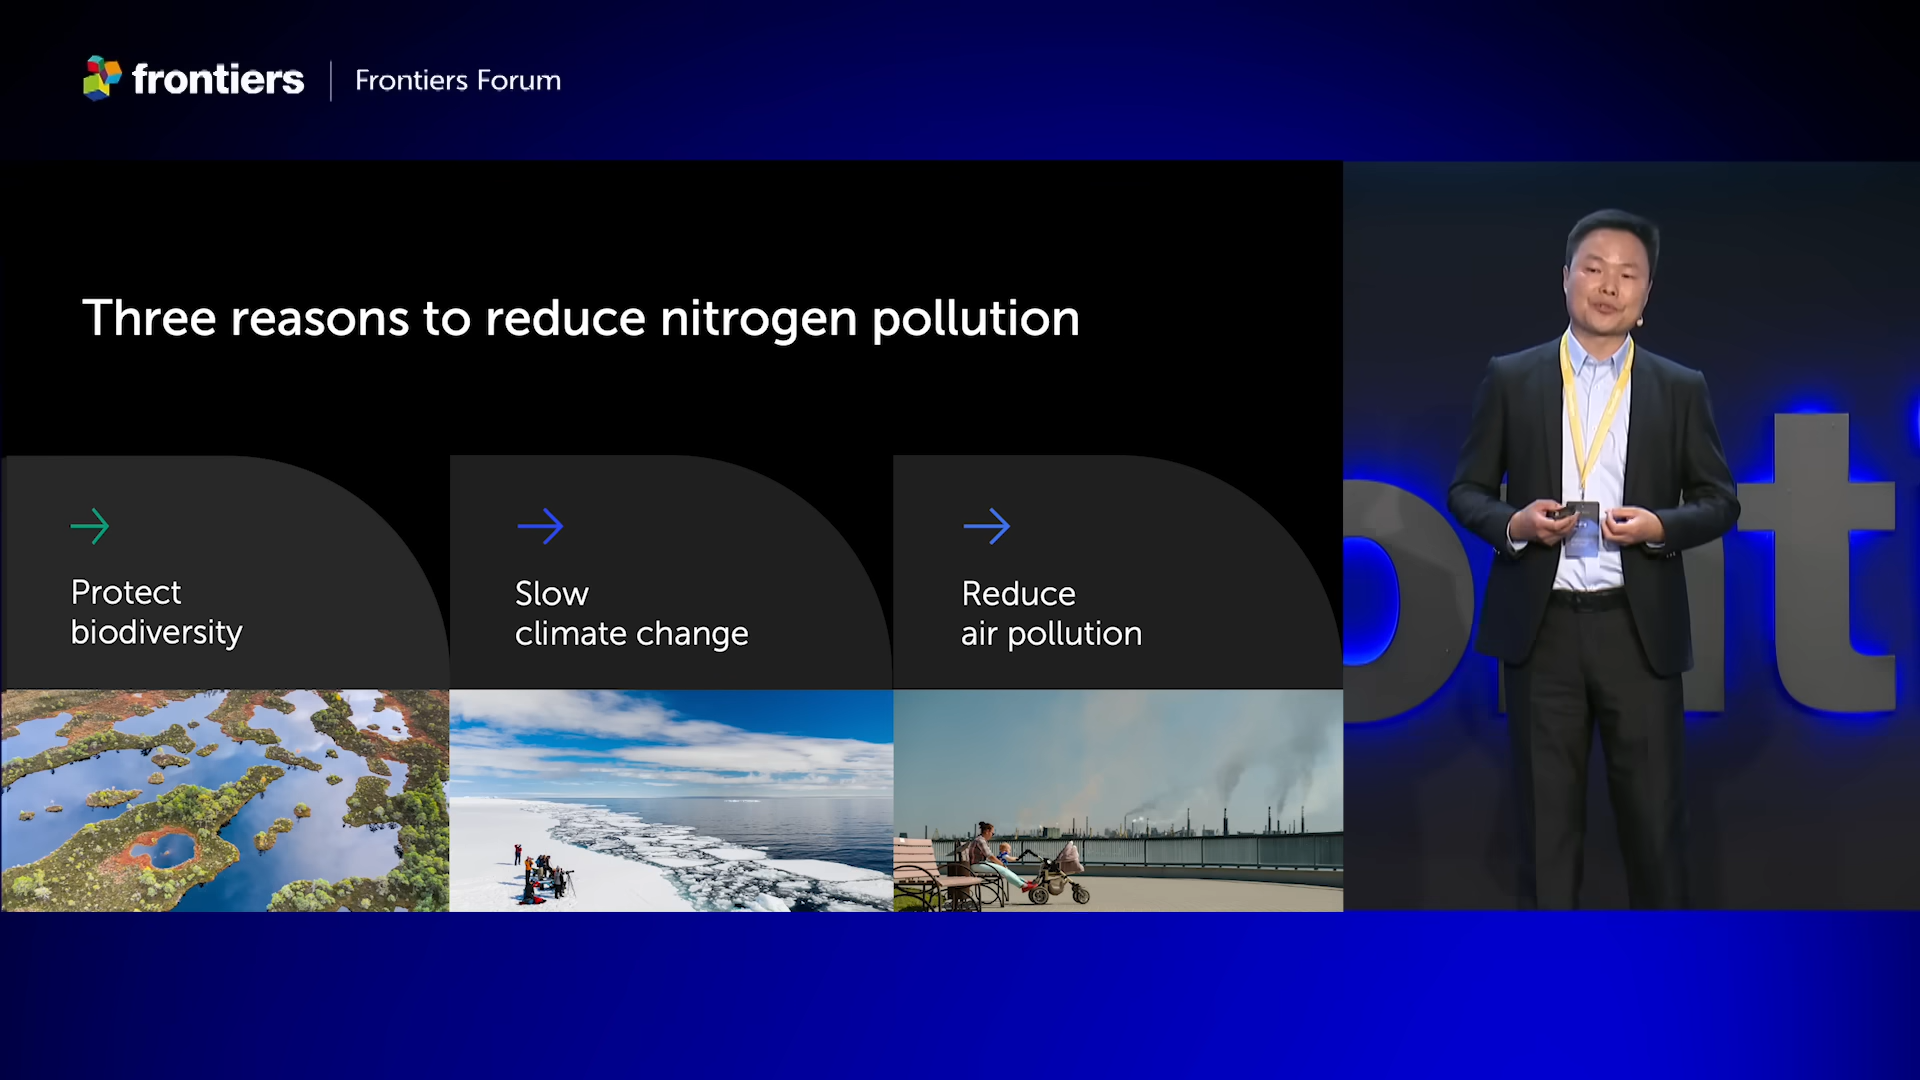 frontiers
Frontiers Forum
Three reasons to reduce nitrogen pollution
Protect
biodiversity
Slow
climate change
Reduce
air pollution